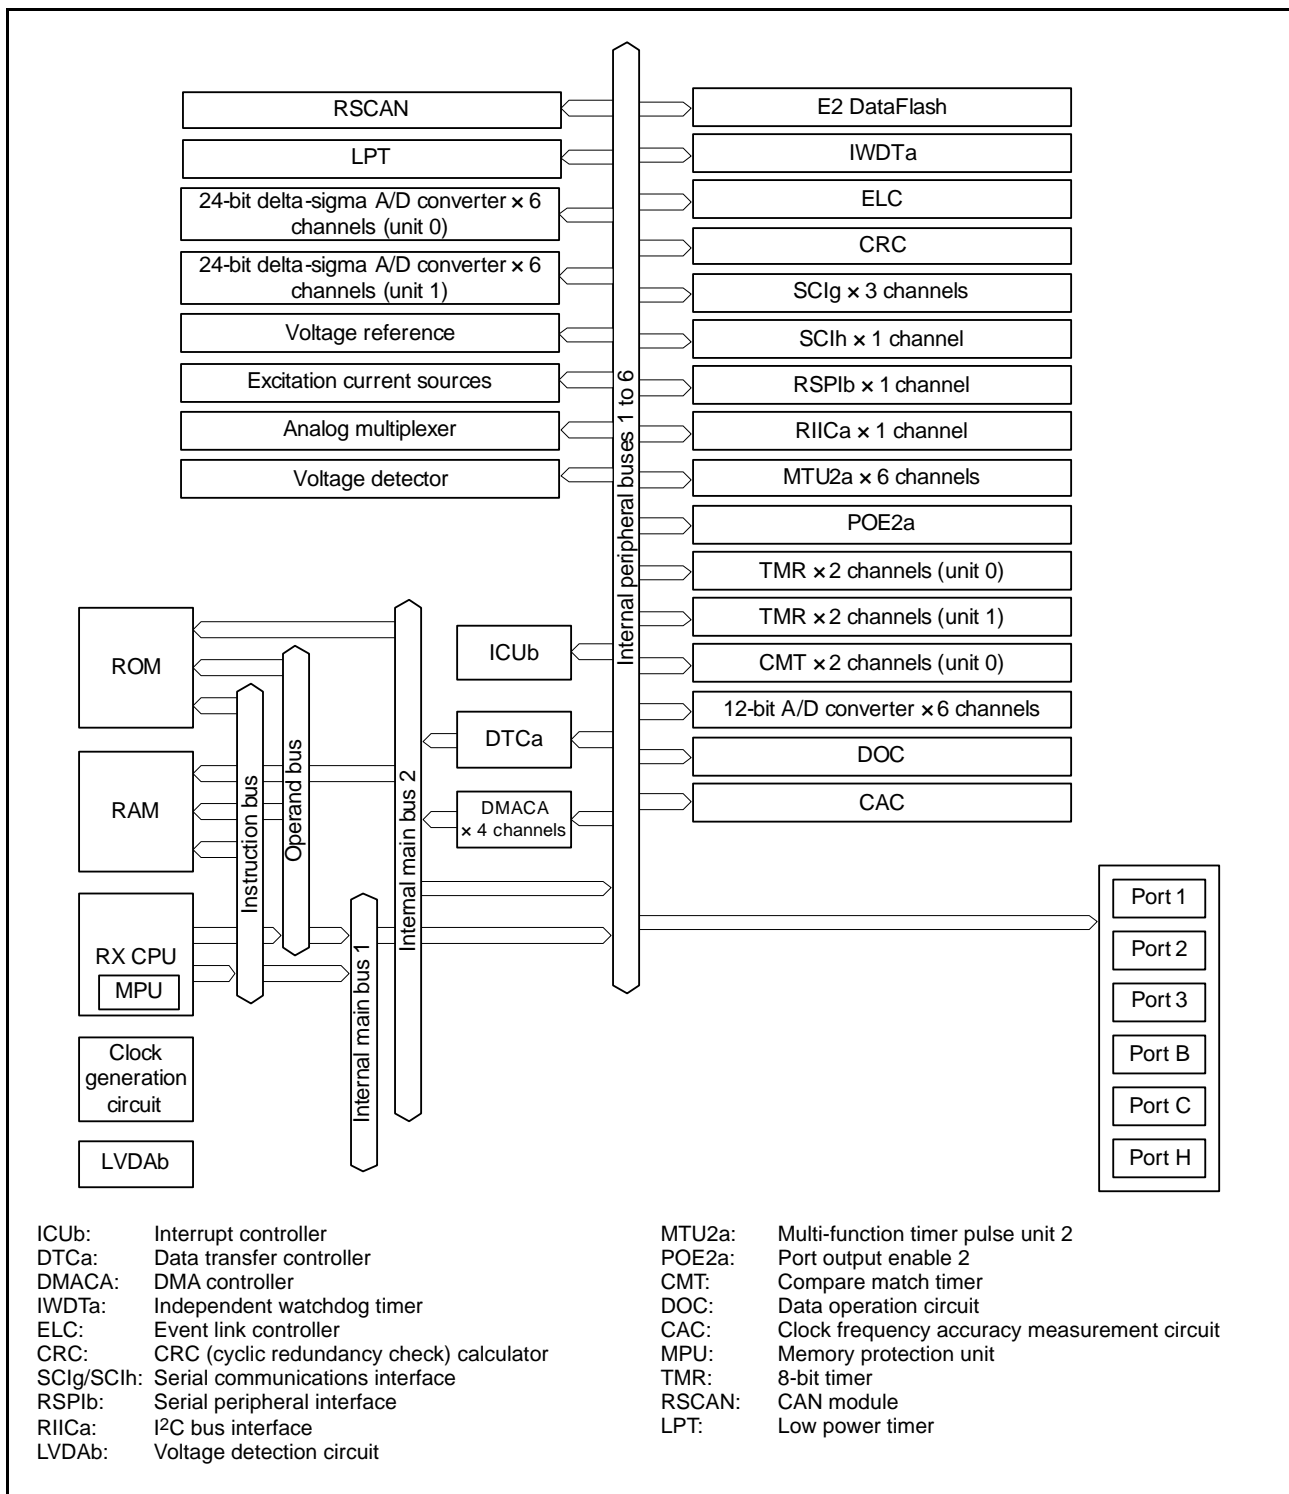 RSCAN
LPT
24-bit delta-sigma A/D converter × 6
channels (unit 0)
24-bit delta-sigma A/D converter × 6
channels (unit 1)
Voltage reference
Excitation current sources
Analog multiplexer
Voltage detector
Internal peripheral buses 1 to 6
E2 DataFlash
IWDTa
ELC
CRC
SCIg × 3 channels
SCIh × 1 channel
RSPIb × 1 channel
RIICa × 1 channel
MTU2a × 6 channels
POE2a
TMR × 2 channels (unit 0)
TMR × 2 channels (unit 1)
CMT × 2 channels (unit 0)
12-bit A/D converter × 6 channels
DOC
CAC
ROM
RAM
RX CPU
MPU
Clock
generation
circuit
LVDAb
Instruction bus
Operand bus
Internal main bus 1
Internal main bus 2
ICUb
DTCa
DMACA
× 4 channels
Port 1
Port 2
Port 3
Port B
Port C
Port H
ICUb: Interrupt controller
DTCa: Data transfer controller
DMACA: DMA controller
IWDTa: Independent watchdog timer
ELC: Event link controller
CRC: CRC (cyclic redundancy check) calculator
SCIg/SCIh: Serial communications interface
RSPIb: Serial peripheral interface
RIICa: I²C bus interface
LVDAb: Voltage detection circuit
MTU2a: Multi-function timer pulse unit 2
POE2a: Port output enable 2
CMT: Compare match timer
DOC: Data operation circuit
CAC: Clock frequency accuracy measurement circuit
MPU: Memory protection unit
TMR: 8-bit timer
RSCAN: CAN module
LPT: Low power timer